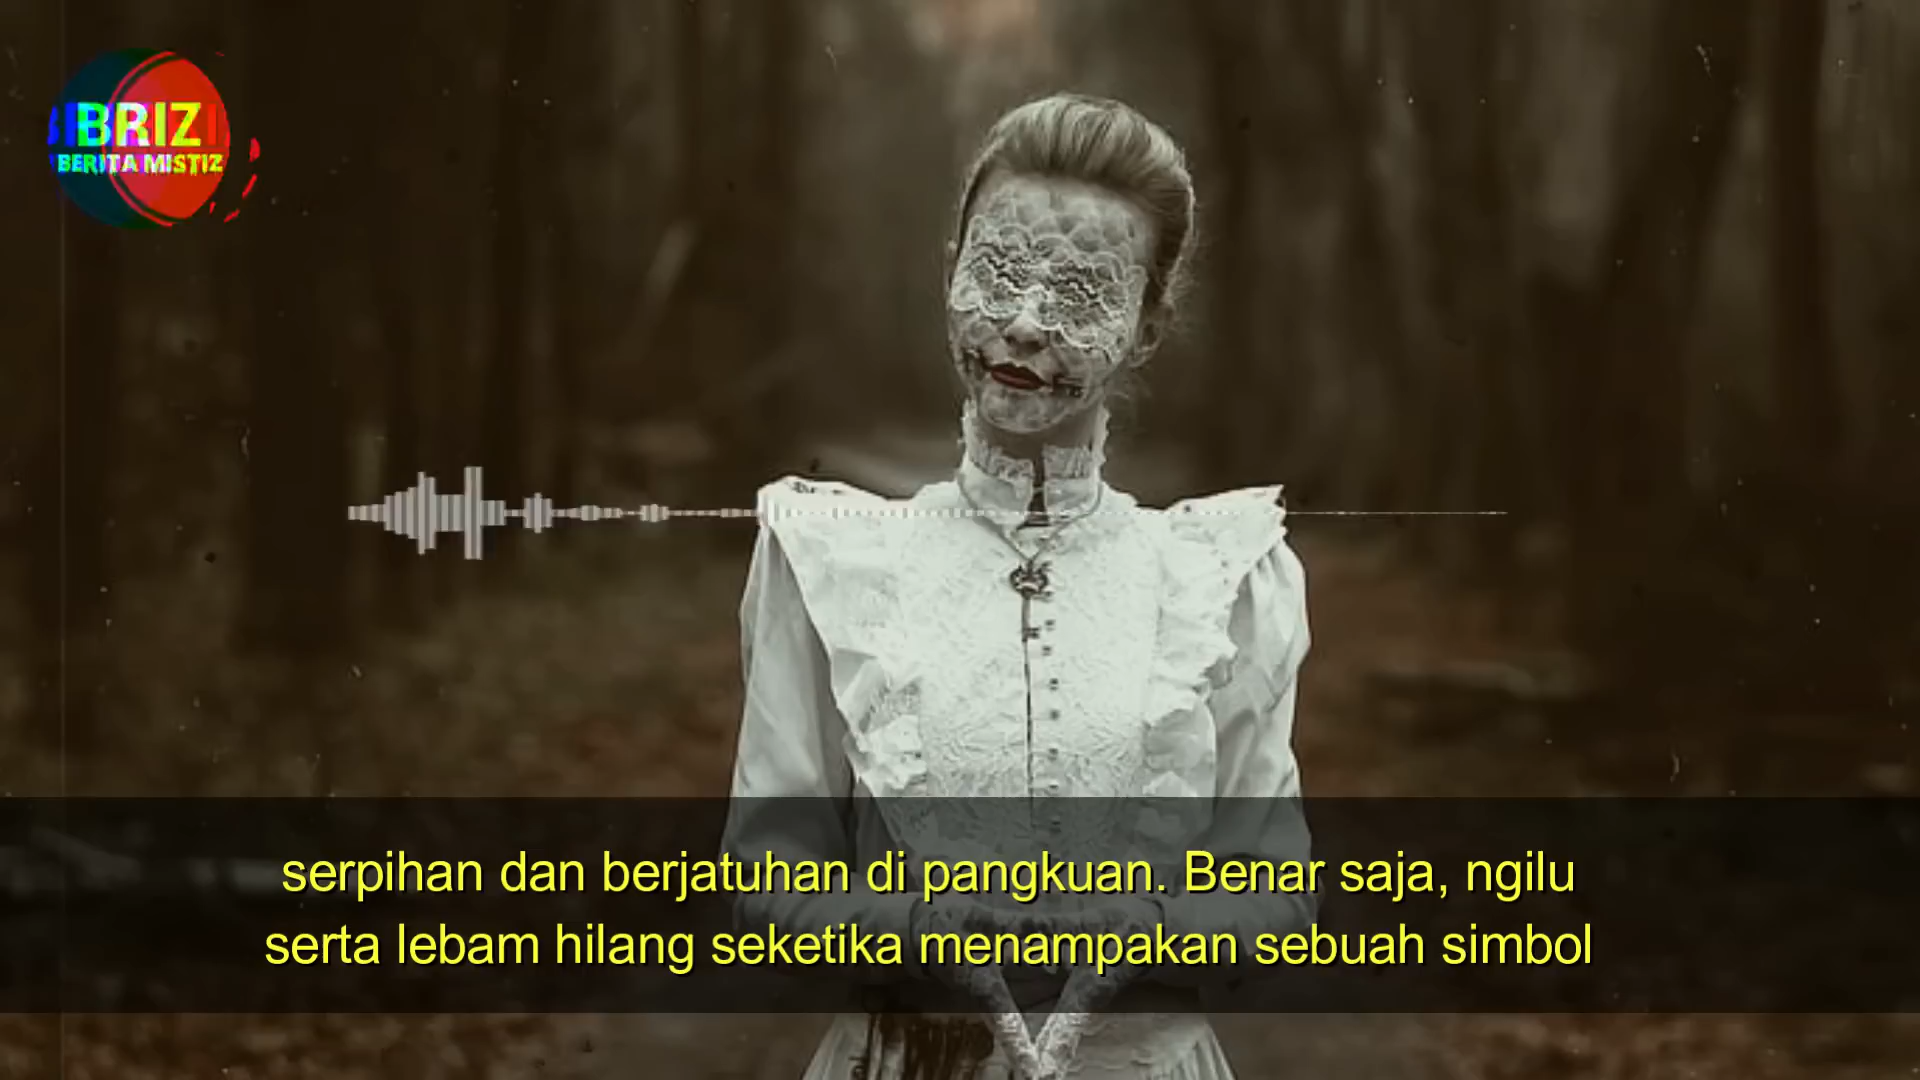 BRIZ
BERITA MISTIZ
serpihan dan berjatuhan di pangkuan. Benar saja, ngilu
serta lebam hilang seketika menampakan sebuah simbol